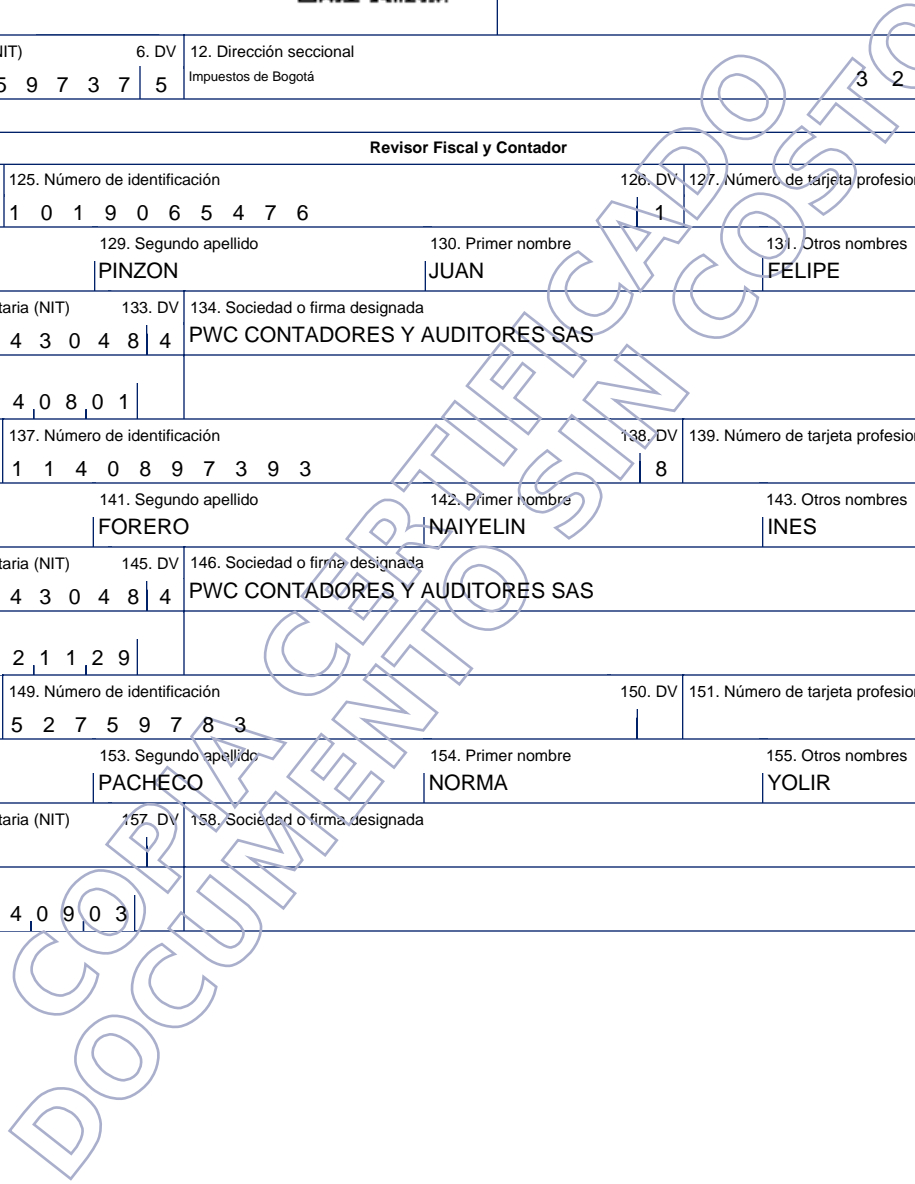 NIT) 6. DV 12. Dirección seccional
5 9 7 3 7 5 Impuestos de Bogotá 3 2
Revisor Fiscal y Contador
125. Número de identificación 126. DV 127. Número de tarjeta profesion
1 0 1 9 0 6 5 4 7 6 1
129. Segundo apellido 130. Primer nombre 131. Otros nombres
PINZON JUAN FELIPE
taria (NIT) 133. DV 134. Sociedad o firma designada
4 3 0 4 8 4 PWC CONTADORES Y AUDITORES SAS
4 0 8 0 1
137. Número de identificación 138. DV 139. Número de tarjeta profesion
1 1 4 0 8 9 7 3 9 3 8
141. Segundo apellido 142. Primer nombre 143. Otros nombres
FORERO NAIYELIN INES
taria (NIT) 145. DV 146. Sociedad o firma designada
4 3 0 4 8 4 PWC CONTADORES Y AUDITORES SAS
2 1 1 2 9
149. Número de identificación 150. DV 151. Número de tarjeta profesion
5 2 7 5 9 7 8 3
153. Segundo apellido 154. Primer nombre 155. Otros nombres
PACHECO NORMA YOLIR
taria (NIT) 157. DV 158. Sociedad o firma designada
4 0 9 0 3
COPIA CERTIFICADO
DOCUMENTO SIN COSTO